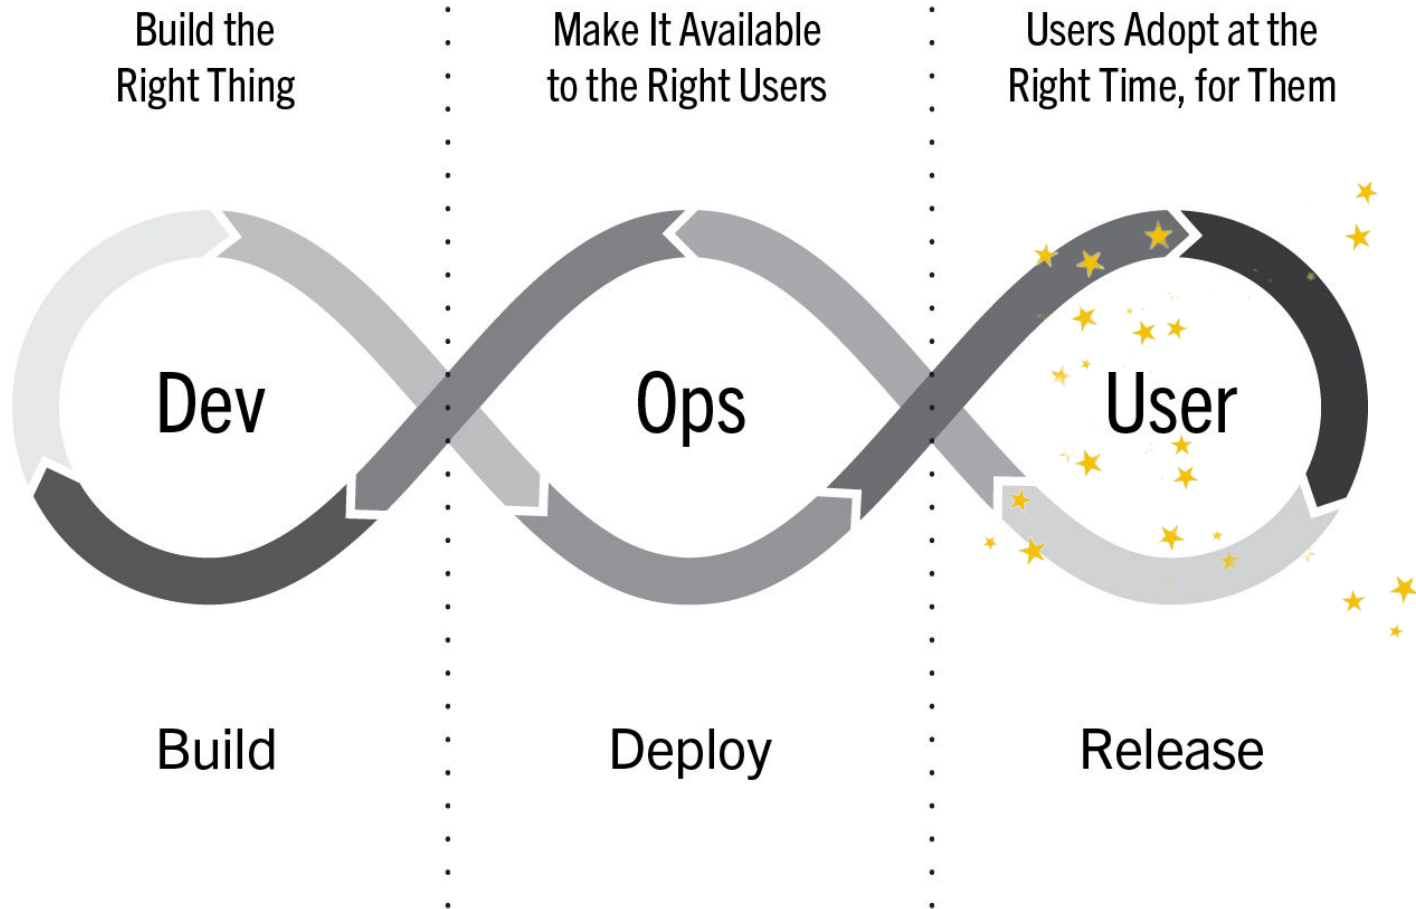 Build the
Right Thing
Make It Available
to the Right Users
Users Adopt at the
Right Time, for Them
Dev
Ops
User
Build
Deploy
Release